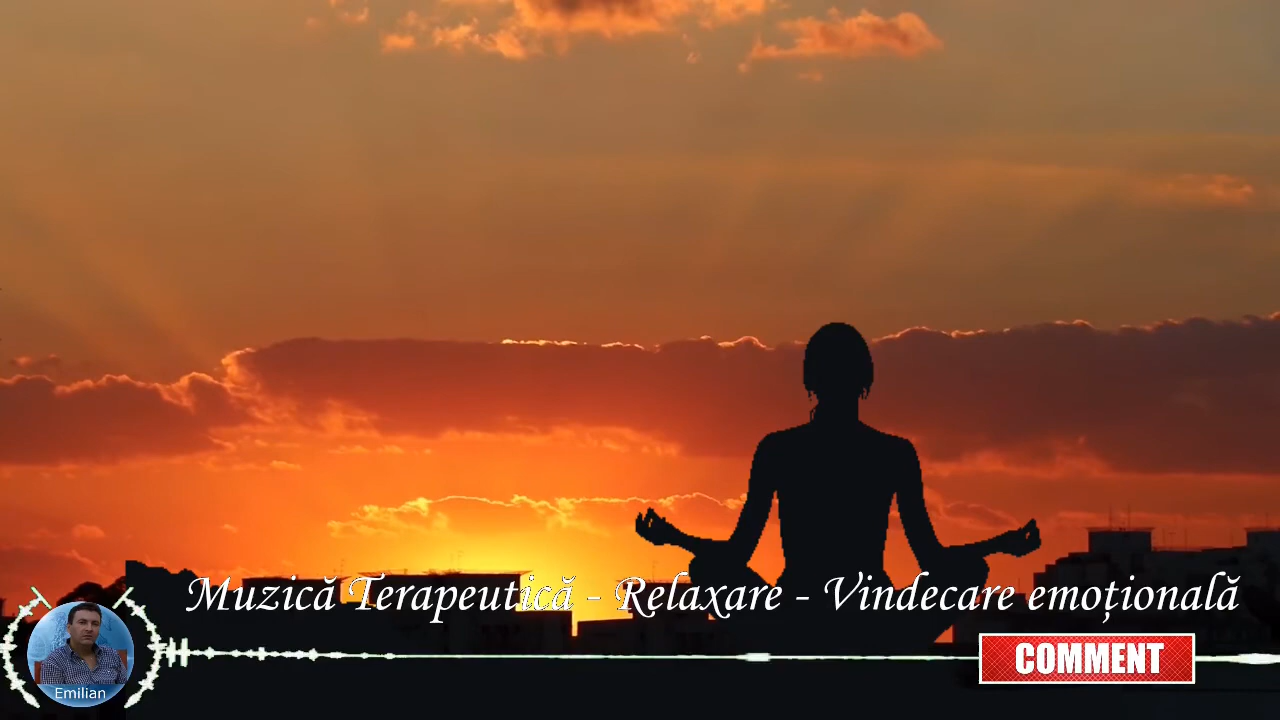 Muzică Terapeutică - Relaxare - Vindecare emoțională
COMMENT
Emilian